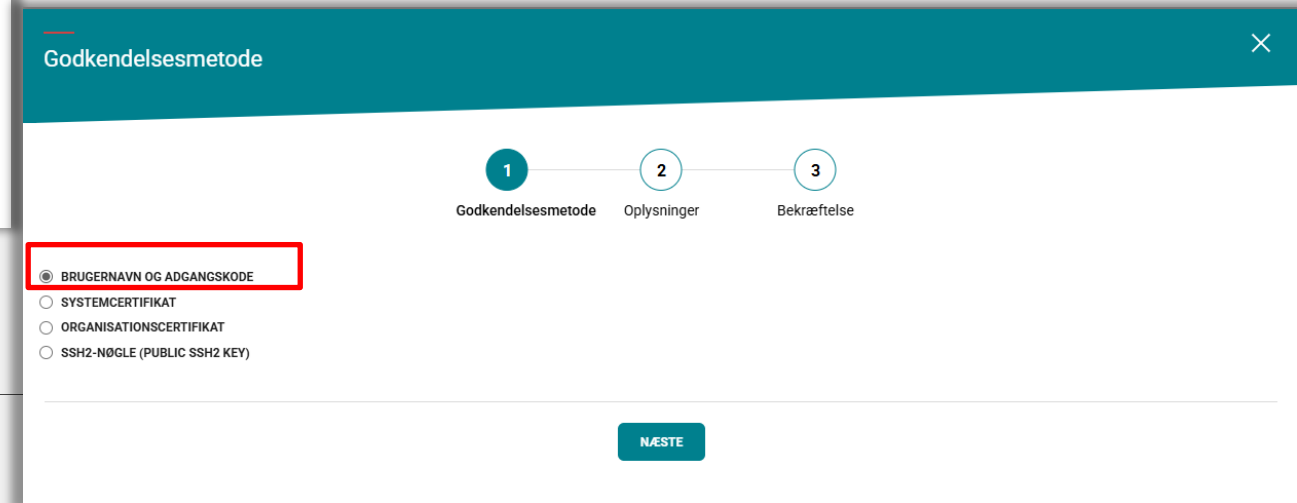 Godkendelsesmetode
1 2 3
Godkendelsesmetode Oplysninger Bekræftelse
BRUGERNAVN OG ADGANGSKODE
SYSTEMCERTIFIKAT
ORGANISATIONSCERTIFIKAT
SSH2-NØGLE (PUBLIC SSH2 KEY)
NÆSTE